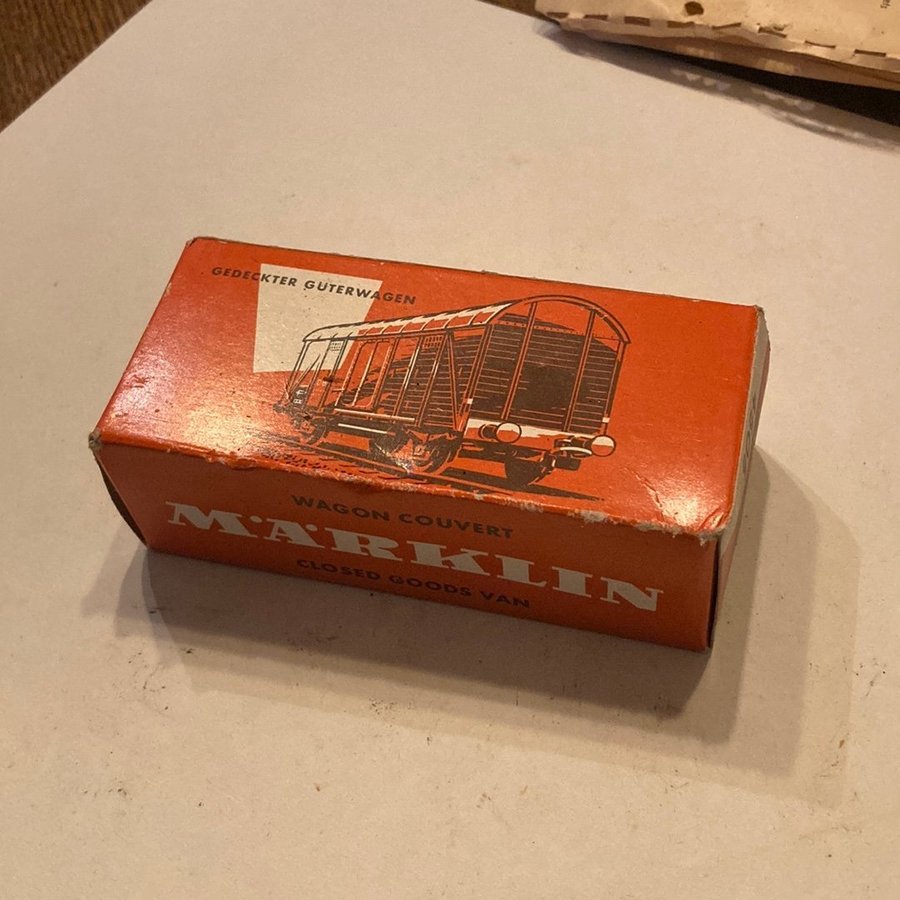 GEDECKTER GÜTERWAGEN
WAGON COUVERT
MÄRKLIN
CLOSED GOODS VAN